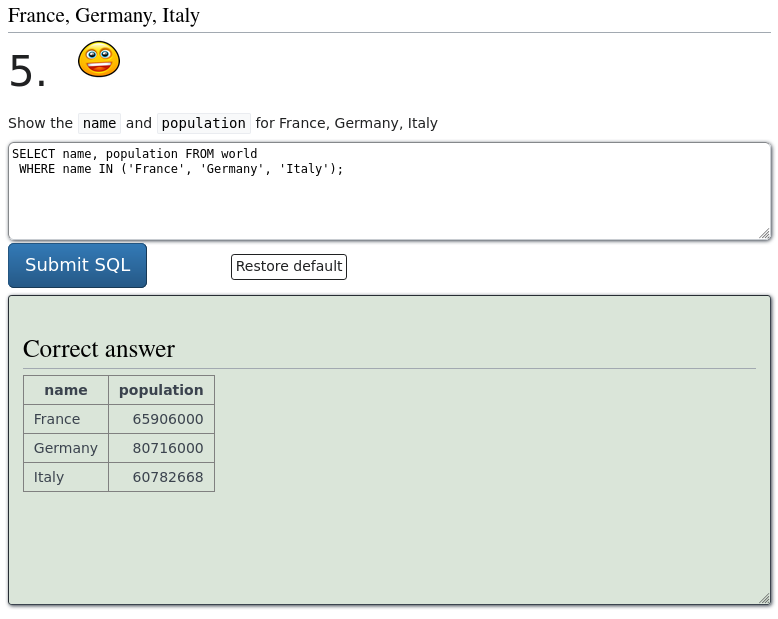 France, Germany, Italy
5.
Show the name and population for France, Germany, Italy
SELECT name, population FROM world
 WHERE name IN ('France', 'Germany', 'Italy');
Submit SQL Restore default
Correct answer
name population
France 65906000
Germany 80716000
Italy 60782668